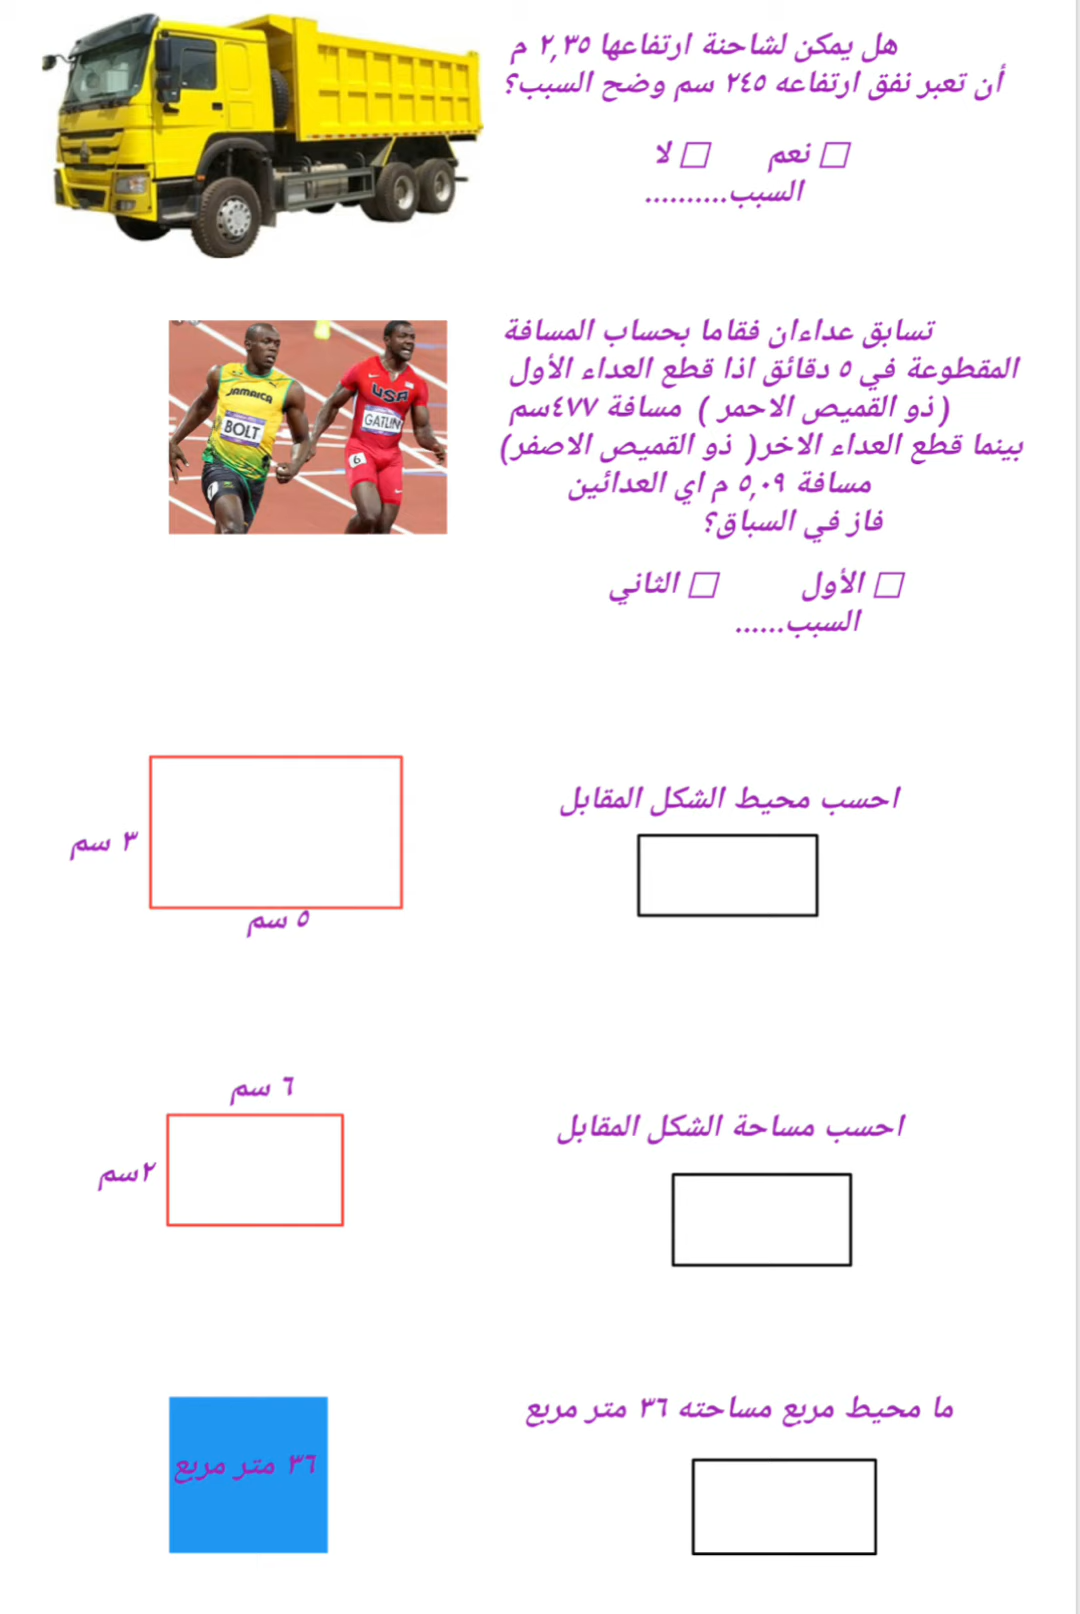 هل يمكن لشاحنة ارتفاعها ٢,٣٥ م
أن تعبر نفق ارتفاعه ٢٤٥ سم وضح السبب؟
نعم لا
السبب..........
تسابق عداءان فقاما بحساب المسافة
المقطوعة في ٥ دقائق اذا قطع العداء الأول
(ذو القميص الاحمر ) مسافة ٤٧٧سم
بينما قطع العداء الاخر( ذو القميص الاصفر)
مسافة ٥,٠٩ م اي العدائين
فاز في السباق؟
JAMAICA
BOLT
USA
GATLIN
6
الأول الثاني
السبب......
احسب محيط الشكل المقابل
٣ سم
٥ سم
احسب مساحة الشكل المقابل
٦ سم
٢سم
ما محيط مربع مساحته ٣٦ متر مربع
٣٦ متر مربع